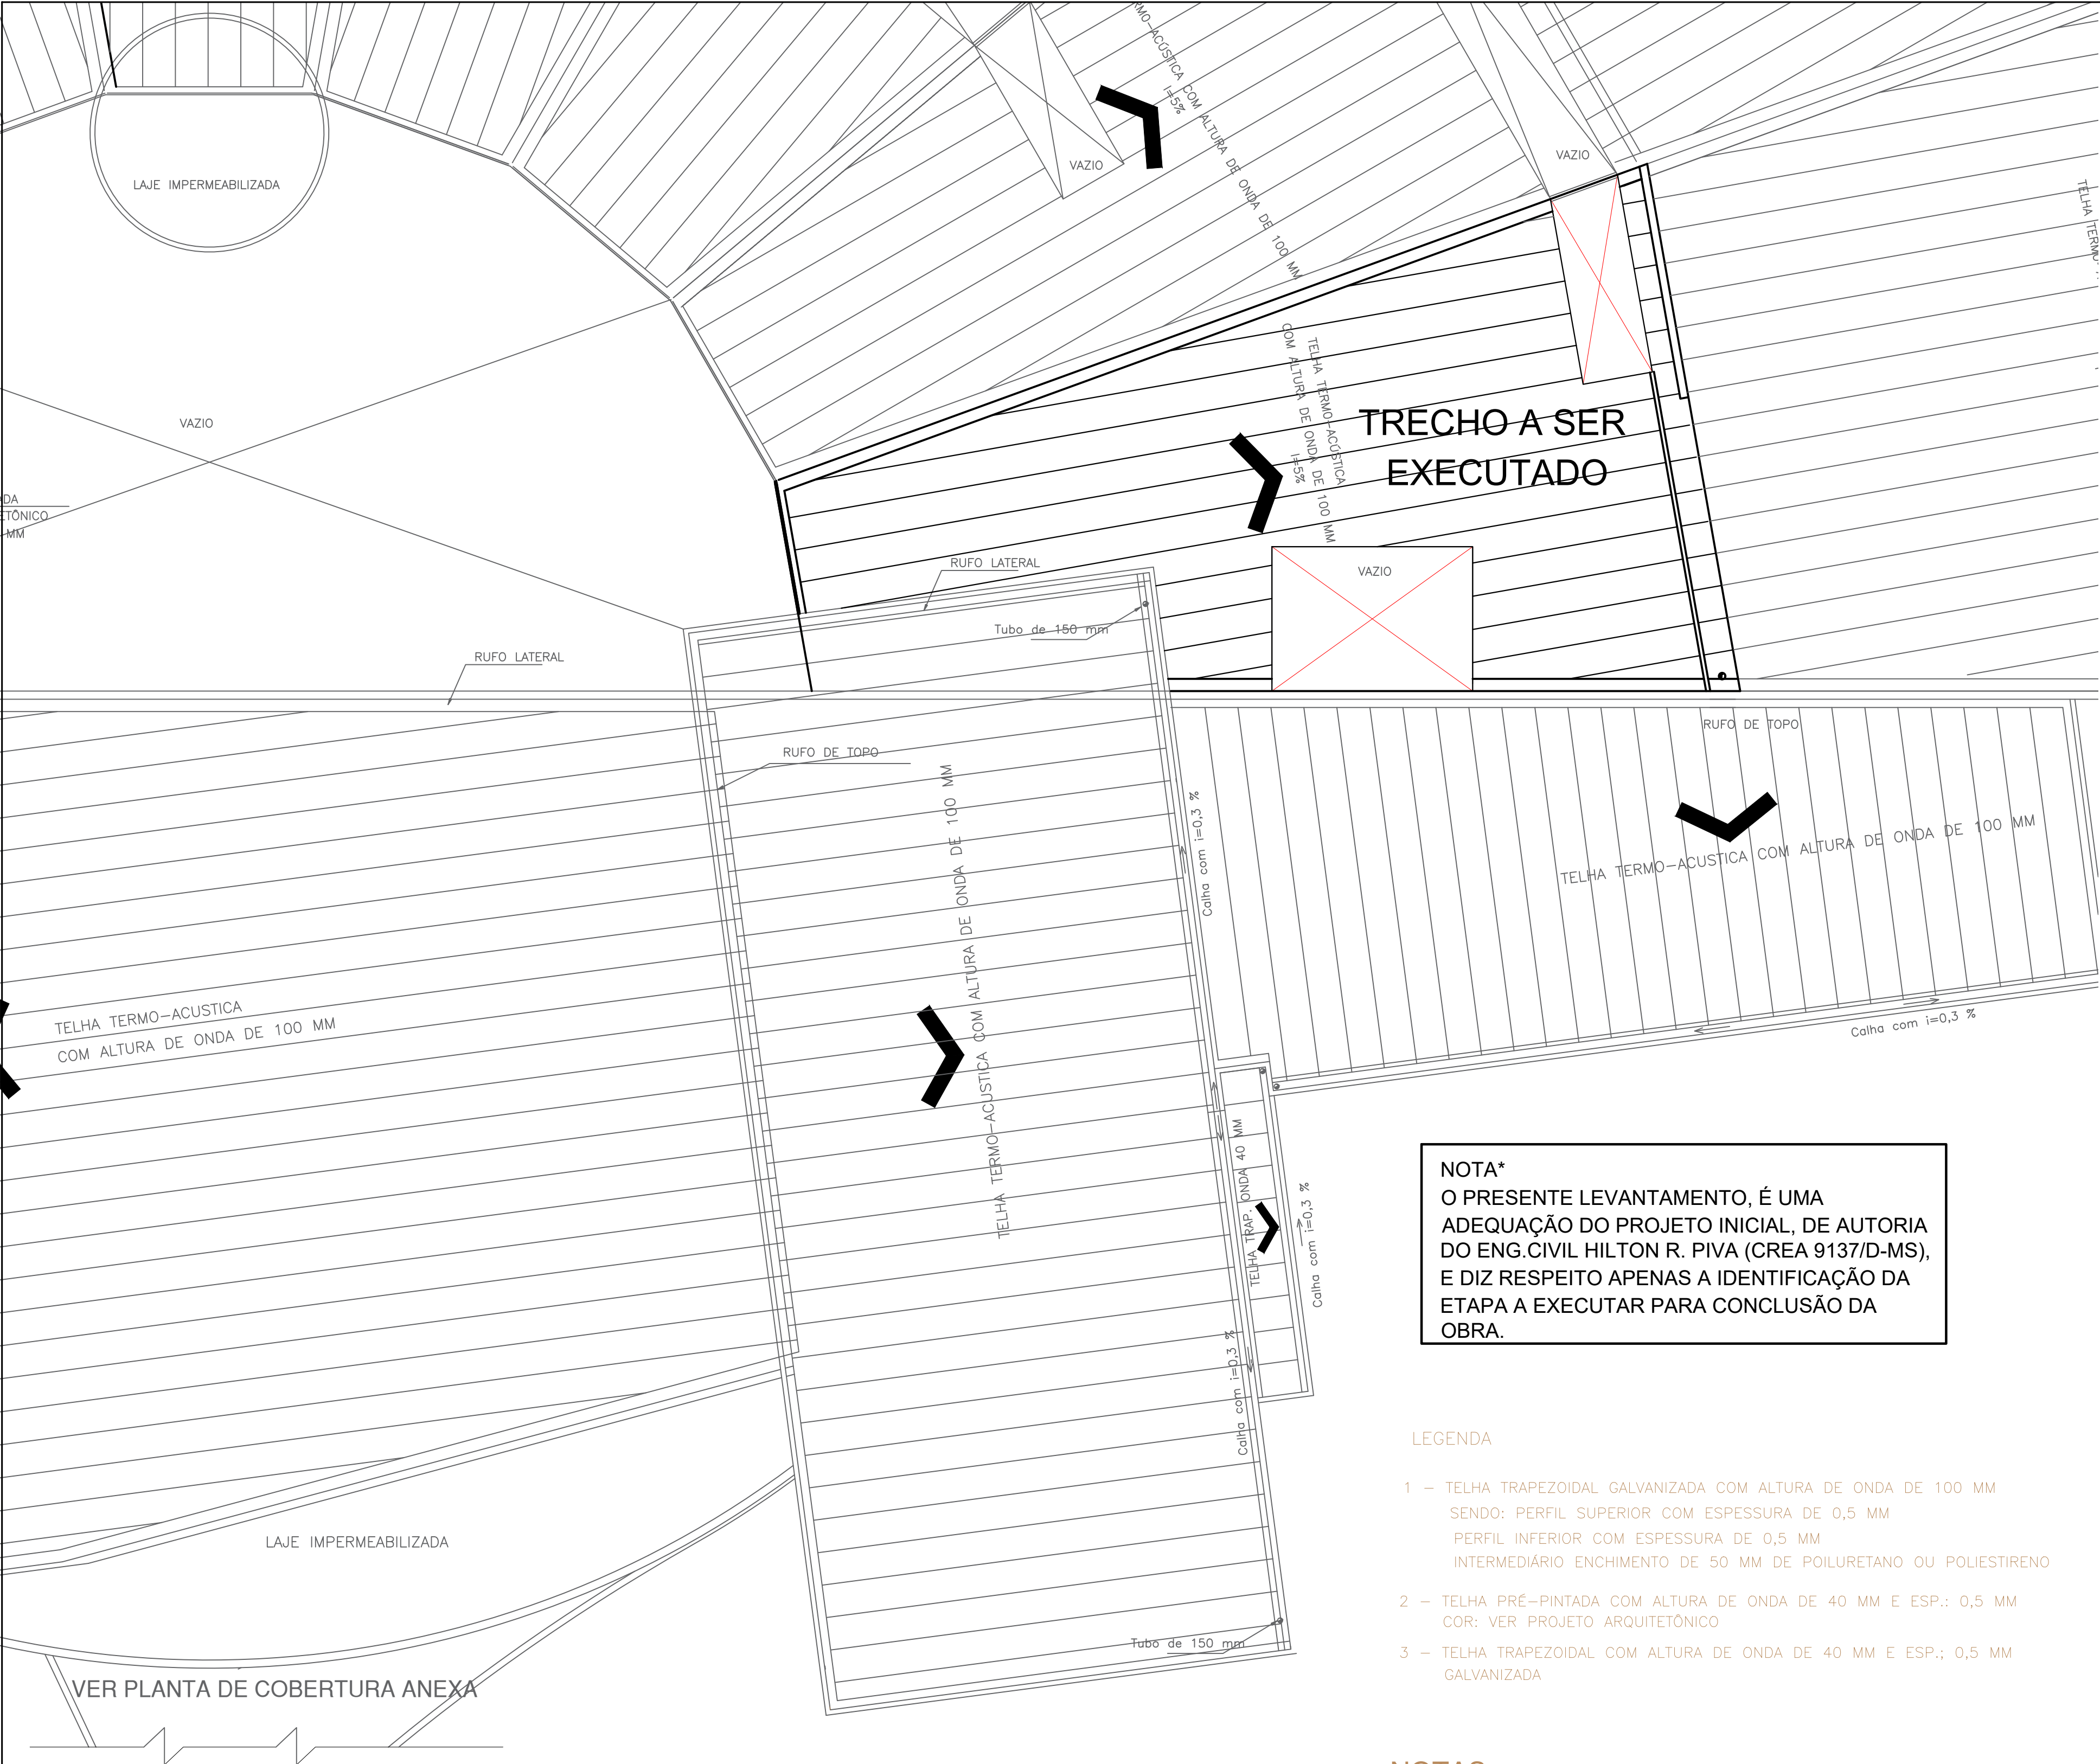 TERMO-ACÚSTICA COM ALTURA DE ONDA DE 100 MM
I=5%
LAJE IMPERMEABILIZADA
VAZIO
VAZIO
VAZIO
TELHA TERMO-ACÚSTICA
COM ALTURA DE ONDA DE 100 MM
I=5%
TRECHO A SER
EXECUTADO
ETÔNICO
MM
RUFO LATERAL
VAZIO
Tubo de 150 mm
RUFO LATERAL
RUFO DE TOPO
RUFO DE TOPO
TELHA TERMO-ACUSTICA COM ALTURA DE ONDA DE 100 MM
Calha com i=0,3 %
TELHA TERMO-ACUSTICA COM ALTURA DE ONDA DE 100 MM
Calha com i=0,3 %
TELHA TERMO-ACUSTICA
COM ALTURA DE ONDA DE 100 MM
TELHA TRAP. ONDA 40 MM
Calha com i=0,3 %
Calha com i=0,3 %
NOTA*
O PRESENTE LEVANTAMENTO, É UMA
ADEQUAÇÃO DO PROJETO INICIAL, DE AUTORIA
DO ENG.CIVIL HILTON R. PIVA (CREA 9137/D-MS),
E DIZ RESPEITO APENAS A IDENTIFICAÇÃO DA
ETAPA A EXECUTAR PARA CONCLUSÃO DA
OBRA.
LEGENDA
1 - TELHA TRAPEZOIDAL GALVANIZADA COM ALTURA DE ONDA DE 100 MM
SENDO: PERFIL SUPERIOR COM ESPESSURA DE 0,5 MM
PERFIL INFERIOR COM ESPESSURA DE 0,5 MM
INTERMEDIÁRIO ENCHIMENTO DE 50 MM DE POILURETANO OU POLIESTIRENO
2 - TELHA PRÉ-PINTADA COM ALTURA DE ONDA DE 40 MM E ESP.: 0,5 MM
COR: VER PROJETO ARQUITETÔNICO
3 - TELHA TRAPEZOIDAL COM ALTURA DE ONDA DE 40 MM E ESP.; 0,5 MM
GALVANIZADA
LAJE IMPERMEABILIZADA
Tubo de 150 mm
VER PLANTA DE COBERTURA ANEXA
NOTAS